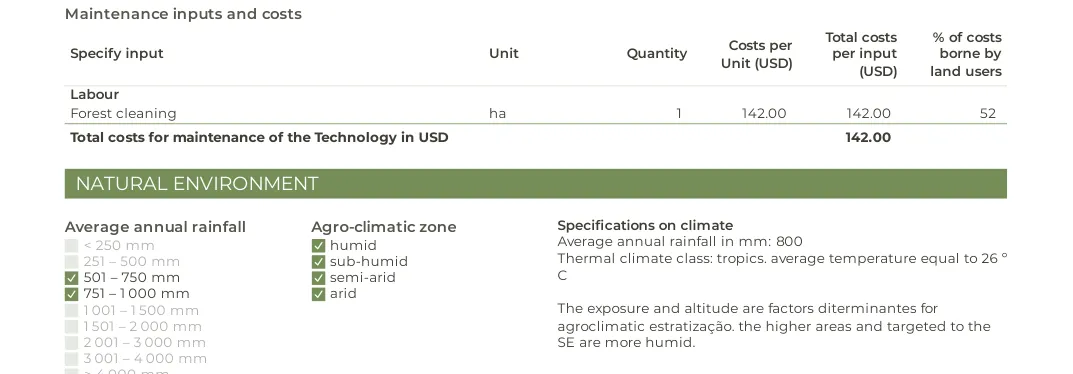 Maintenance inputs and costs
Specify input Unit Quantity Costs per Unit (USD) Total costs per input (USD) % of costs borne by land users
Labour
Forest cleaning ha 1 142.00 142.00 52
Total costs for maintenance of the Technology in USD 142.00
NATURAL ENVIRONMENT
Average annual rainfall
< 250 mm
251 – 500 mm
501 – 750 mm
751 – 1 000 mm
1 001 – 1 500 mm
1 501 – 2 000 mm
2 001 – 3 000 mm
3 001 – 4 000 mm
> 4 000 mm
Agro-climatic zone
humid
sub-humid
semi-arid
arid
Specifications on climate
Average annual rainfall in mm: 800
Thermal climate class: tropics. average temperature equal to 26 °
C
The exposure and altitude are factors diterminantes for
agroclimatic estratização. the higher areas and targeted to the
SE are more humid.